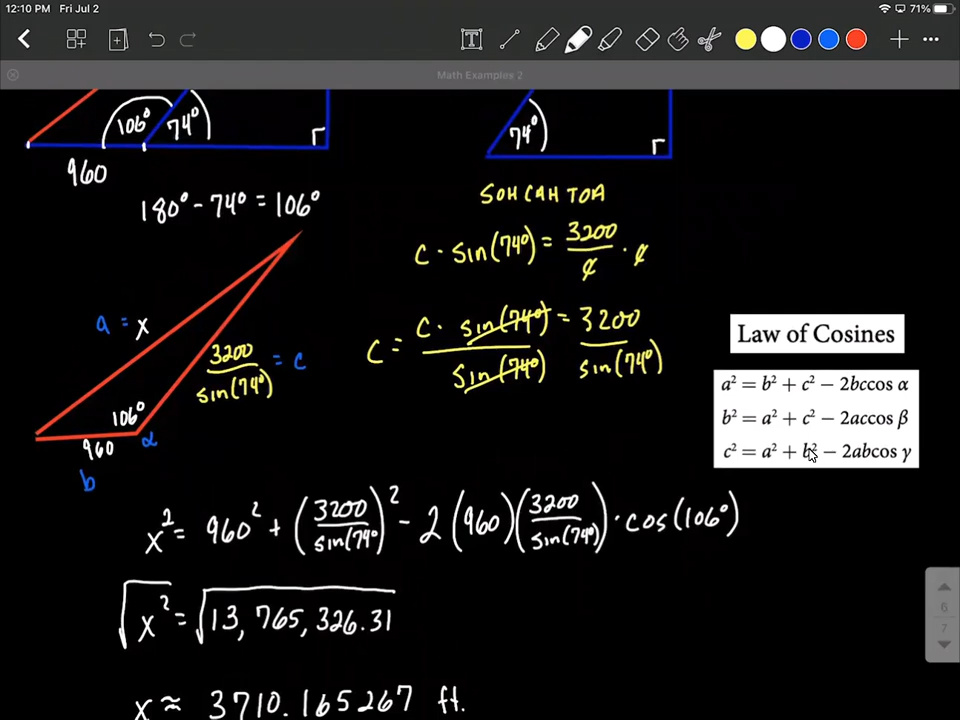 12:10 PM Fri Jul 2
71%
Math Examples 2
106°
74°
960
180° - 74° = 106°
74°
SOH CAH TOA
C · sin(74°) = 3200/¢ · ¢
C = C · sin(74°)/sin(74°) = 3200/sin(74°)
a = x
3200/sin(74°) = c
106°
960
α
b
Law of Cosines
a² = b² + c² − 2bccos α
b² = a² + c² − 2accos β
c² = a² + b² − 2abcos γ
x² = 960² + (3200/sin(74°))² - 2(960)(3200/sin(74°)) · cos(106°)
√x² = √13,765,326.31
x ≈ 3710.165267 ft.
6
7